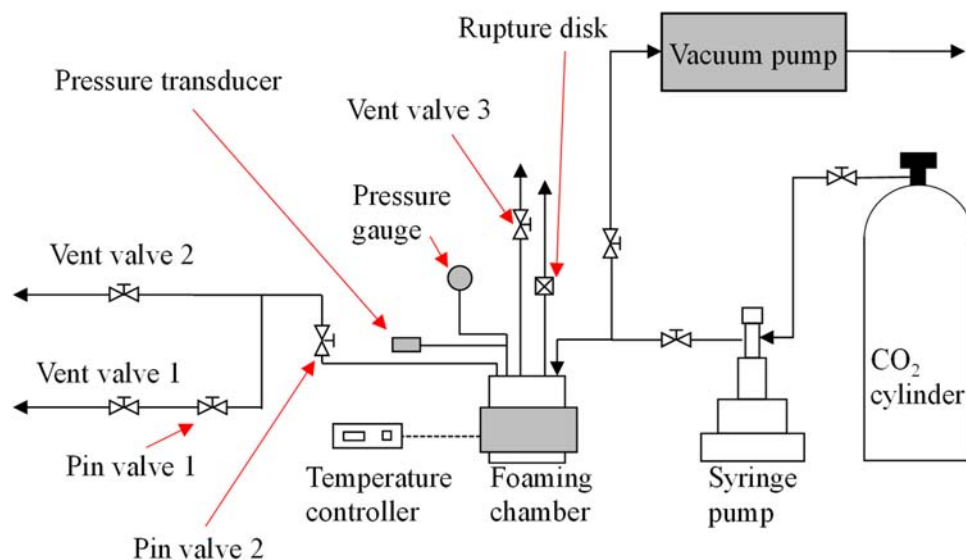 Rupture disk
Vacuum pump
Pressure transducer
Vent valve 3
Pressure
gauge
Vent valve 2
Vent valve 1
Pin valve 1
Pin valve 2
Temperature
controller
Foaming
chamber
Syringe
pump
CO₂
cylinder